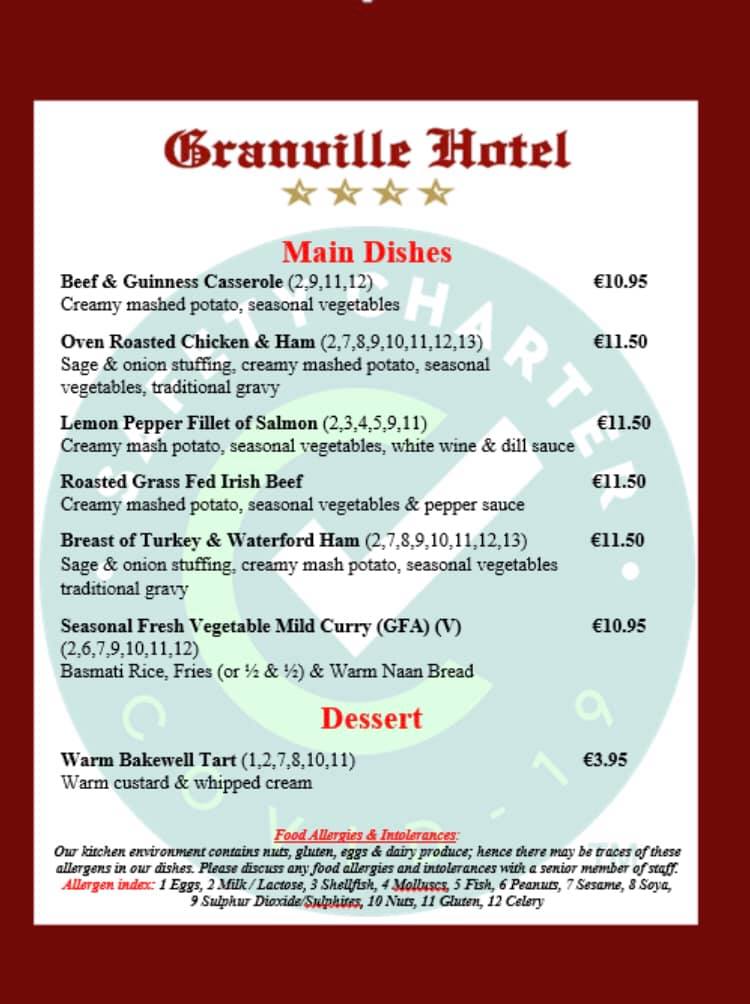 Granville Hotel
Main Dishes
Beef & Guinness Casserole (2,9,11,12) €10.95
Creamy mashed potato, seasonal vegetables
Oven Roasted Chicken & Ham (2,7,8,9,10,11,12,13) €11.50
Sage & onion stuffing, creamy mashed potato, seasonal
vegetables, traditional gravy
Lemon Pepper Fillet of Salmon (2,3,4,5,9,11) €11.50
Creamy mash potato, seasonal vegetables, white wine & dill sauce
Roasted Grass Fed Irish Beef €11.50
Creamy mashed potato, seasonal vegetables & pepper sauce
Breast of Turkey & Waterford Ham (2,7,8,9,10,11,12,13) €11.50
Sage & onion stuffing, creamy mash potato, seasonal vegetables
traditional gravy
Seasonal Fresh Vegetable Mild Curry (GFA) (V) €10.95
(2,6,7,9,10,11,12)
Basmati Rice, Fries (or ½ & ½) & Warm Naan Bread
Dessert
Warm Bakewell Tart (1,2,7,8,10,11) €3.95
Warm custard & whipped cream
Food Allergies & Intolerances:
Our kitchen environment contains nuts, gluten, eggs & dairy produce; hence there may be traces of these
allergens in our dishes. Please discuss any food allergies and intolerances with a senior member of staff.
Allergen index: 1 Eggs, 2 Milk / Lactose, 3 Shellfish, 4 Molluscs, 5 Fish, 6 Peanuts, 7 Sesame, 8 Soya,
9 Sulphur Dioxide/Sulphites, 10 Nuts, 11 Gluten, 12 Celery
SAFETY CHARTER
COVID-19
TM